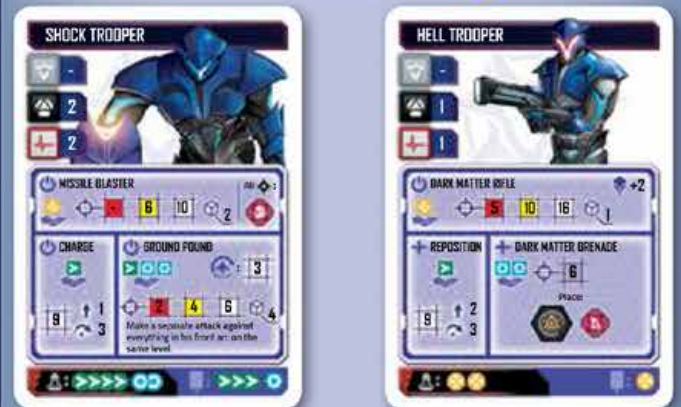 SHOCK TROOPER
-
2
2
MISSILE BLASTER
6 10 2
CHARGE
9 1
3
GROUND POUND
: 3
2 4 6 4
Make a separate attack against
everything in his front arc on the
same level.
HELL TROOPER
-
1
1
DARK MATTER RIFLE +2
5 10 16 1
REPOSITION
9 2
3
DARK MATTER GRENADE
6
Place: